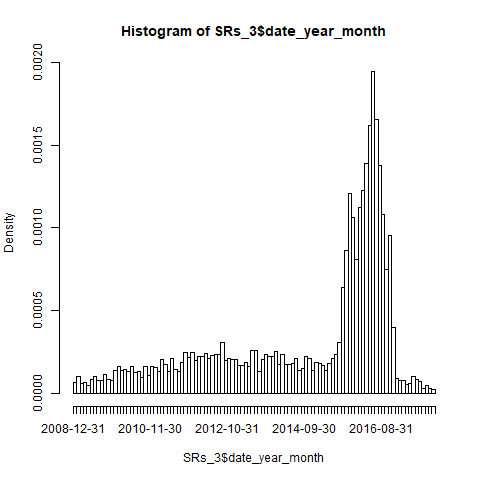 Histogram of SRs_3$date_year_month
Density
0.0020
0.0015
0.0010
0.0005
0.0000
2008-12-31 2010-11-30 2012-10-31 2014-09-30 2016-08-31
SRs_3$date_year_month